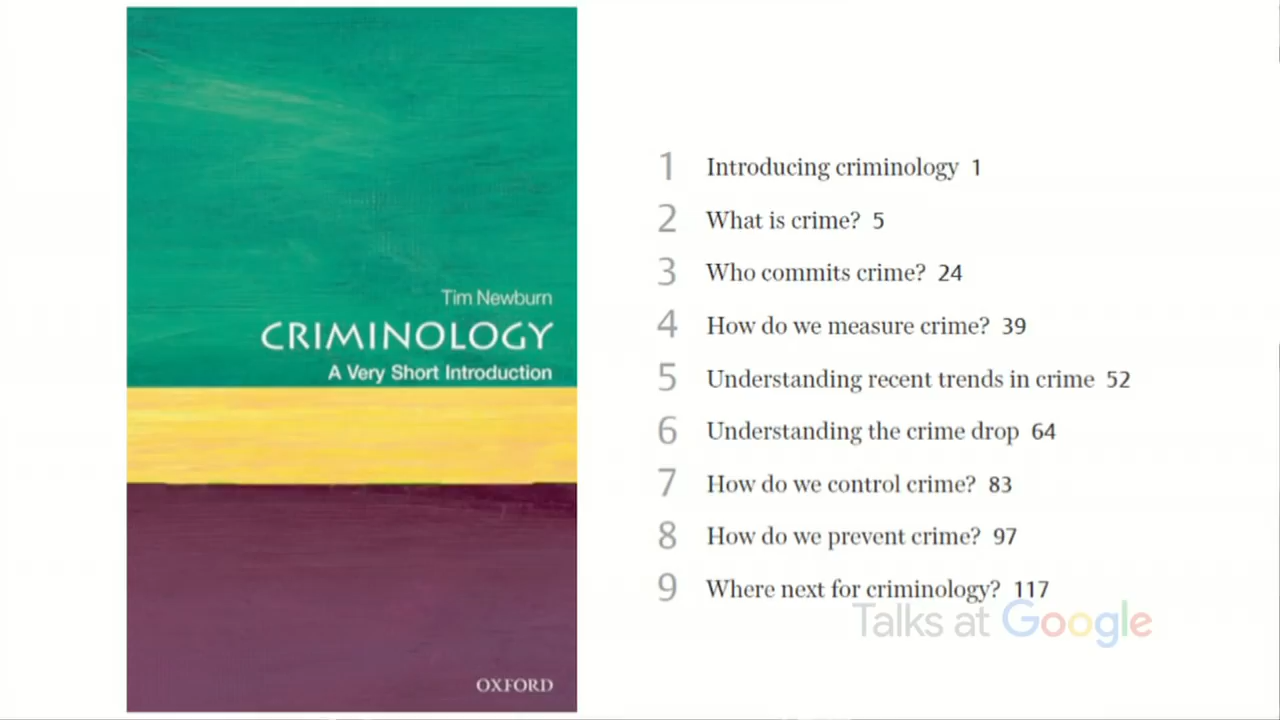 Tim Newburn
CRIMINOLOGY
A Very Short Introduction
OXFORD
1 Introducing criminology 1
2 What is crime? 5
3 Who commits crime? 24
4 How do we measure crime? 39
5 Understanding recent trends in crime 52
6 Understanding the crime drop 64
7 How do we control crime? 83
8 How do we prevent crime? 97
9 Where next for criminology? 117
Talks at Google